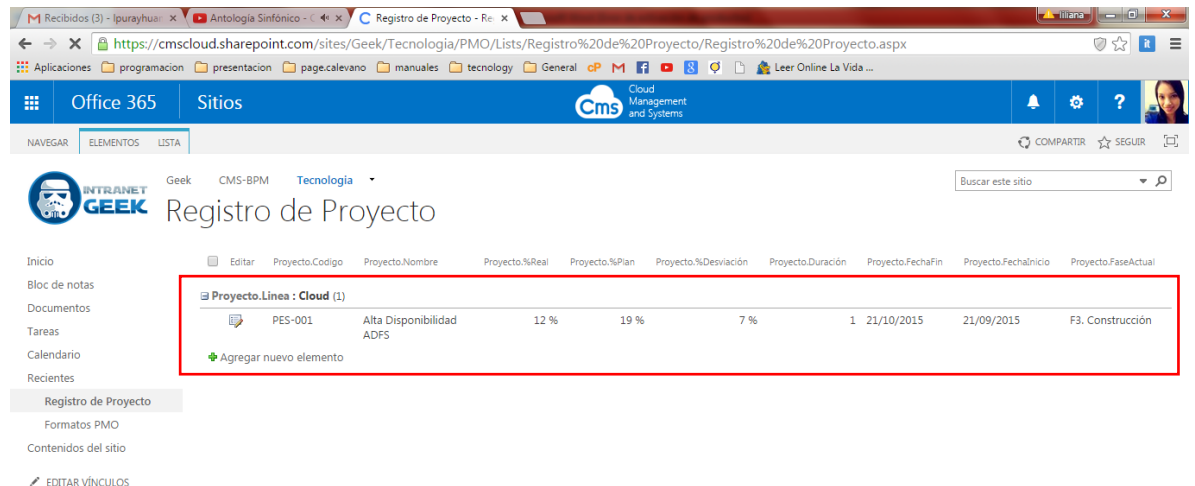 Recibidos (3) - lpurayhuar
Antología Sinfónico - C
Registro de Proyecto - Re
iliana
https://cmscloud.sharepoint.com/sites/Geek/Tecnologia/PMO/Lists/Registro%20de%20Proyecto/Registro%20de%20Proyecto.aspx
Aplicaciones programacion presentacion page.calevano manuales tecnology General cP Leer Online La Vida ...
Office 365 Sitios
Cms Cloud
Management
and Systems
?
NAVEGAR ELEMENTOS LISTA COMPARTIR SEGUIR
INTRANET
GEEK
Geek CMS-BPM Tecnologia
Buscar este sitio
Registro de Proyecto
Inicio
Bloc de notas
Documentos
Tareas
Calendario
Recientes
Registro de Proyecto
Formatos PMO
Contenidos del sitio
EDITAR VÍNCULOS
Editar Proyecto.Codigo Proyecto.Nombre Proyecto.%Real Proyecto.%Plan Proyecto.%Desviación Proyecto.Duración Proyecto.FechaFin Proyecto.FechaInicio Proyecto.FaseActual
Proyecto.Linea : Cloud (1)
PES-001 Alta Disponibilidad 12 % 19 % 7 % 1 21/10/2015 21/09/2015 F3. Construcción
ADFS
Agregar nuevo elemento